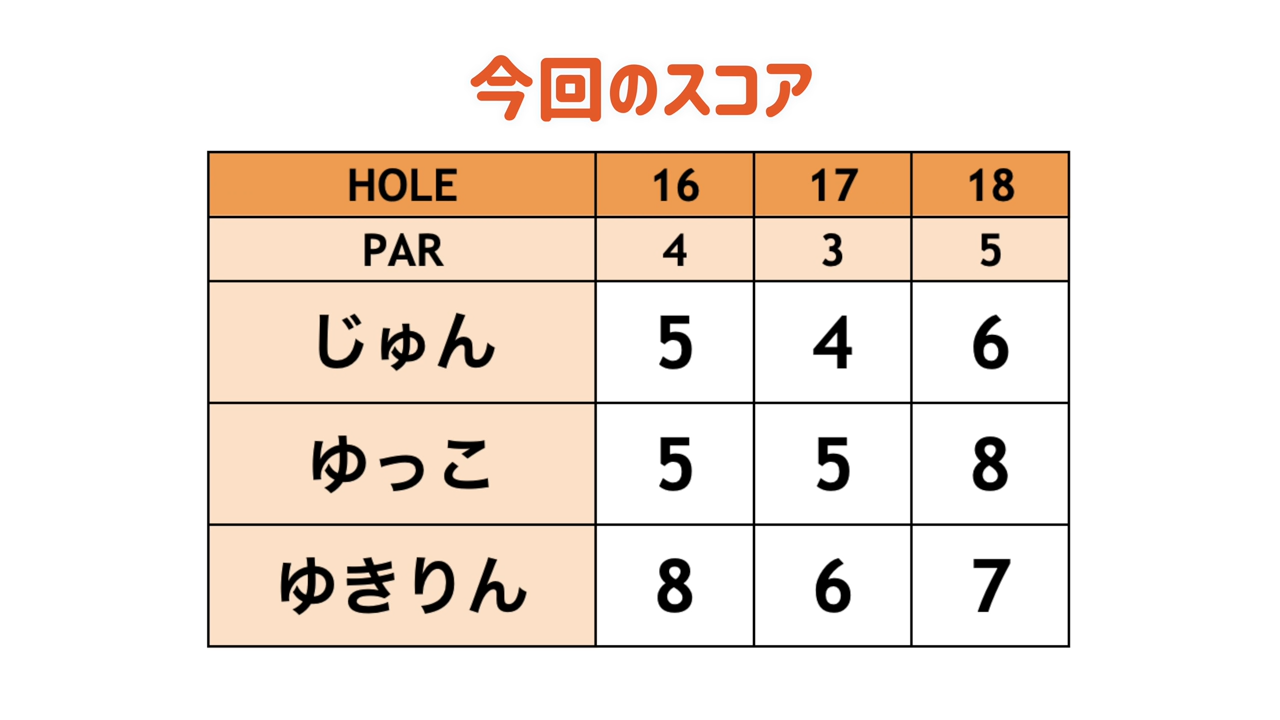 今回のスコア
HOLE 16 17 18
PAR 4 3 5
じゅん 5 4 6
ゆっこ 5 5 8
ゆきりん 8 6 7